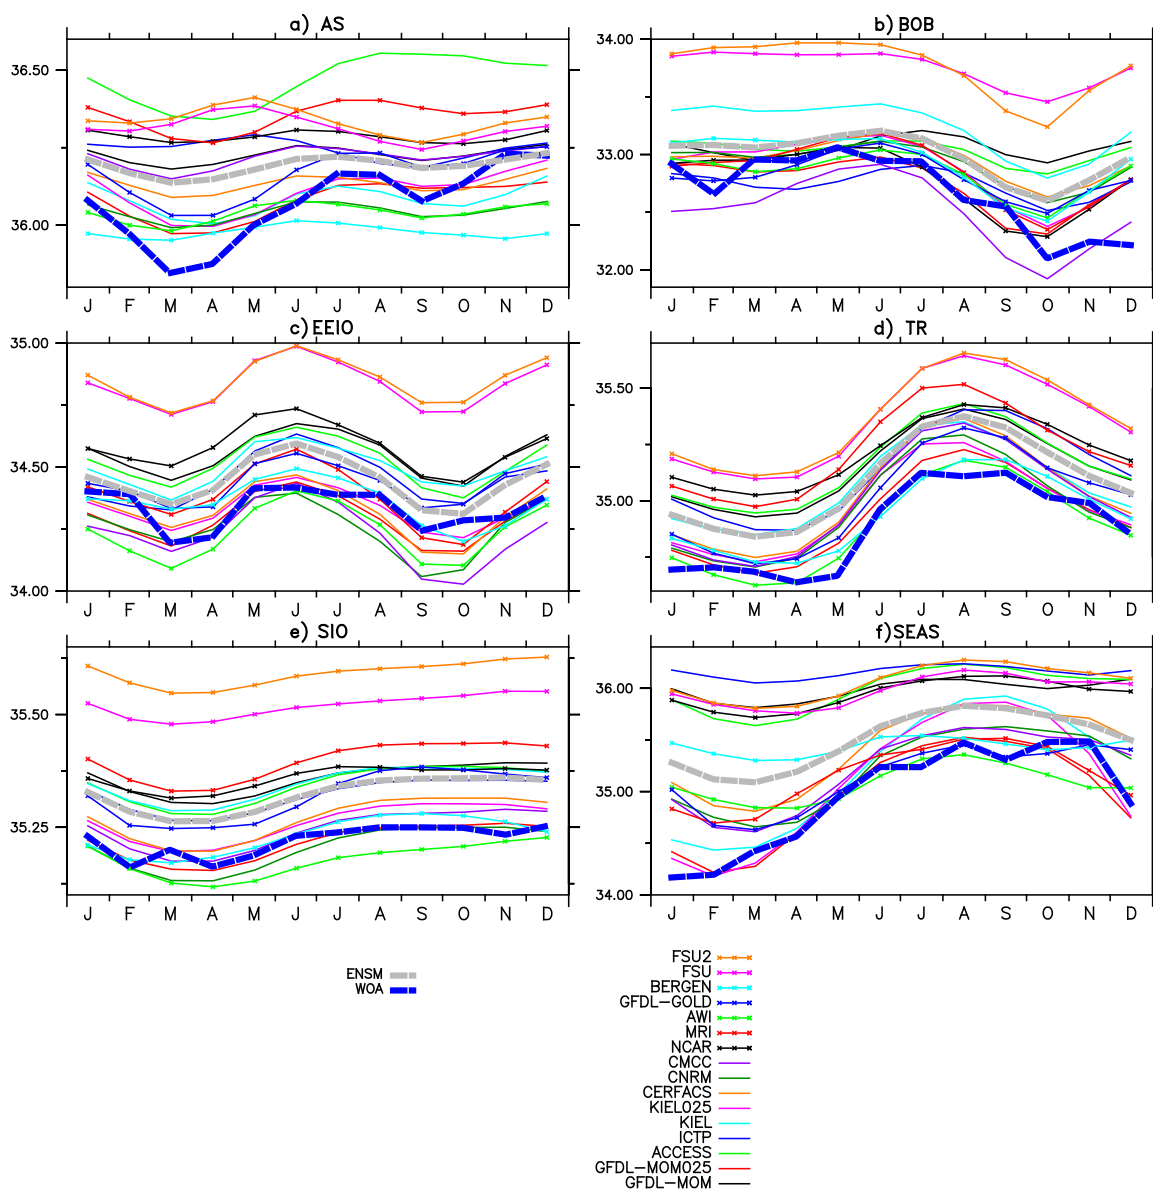 a) AS
36.50
36.00
J F M A M J J A S O N D
b) BOB
34.00
33.00
32.00
J F M A M J J A S O N D
c) EEIO
35.00
34.50
34.00
J F M A M J J A S O N D
d) TR
35.50
35.00
J F M A M J J A S O N D
e) SIO
35.50
35.25
J F M A M J J A S O N D
f) SEAS
36.00
35.00
34.00
J F M A M J J A S O N D
ENSM
WOA
FSU2
FSU
BERGEN
GFDL-GOLD
AWI
MRI
NCAR
CMCC
CNRM
CERFACS
KIEL025
KIEL
ICTP
ACCESS
GFDL-MOM025
GFDL-MOM